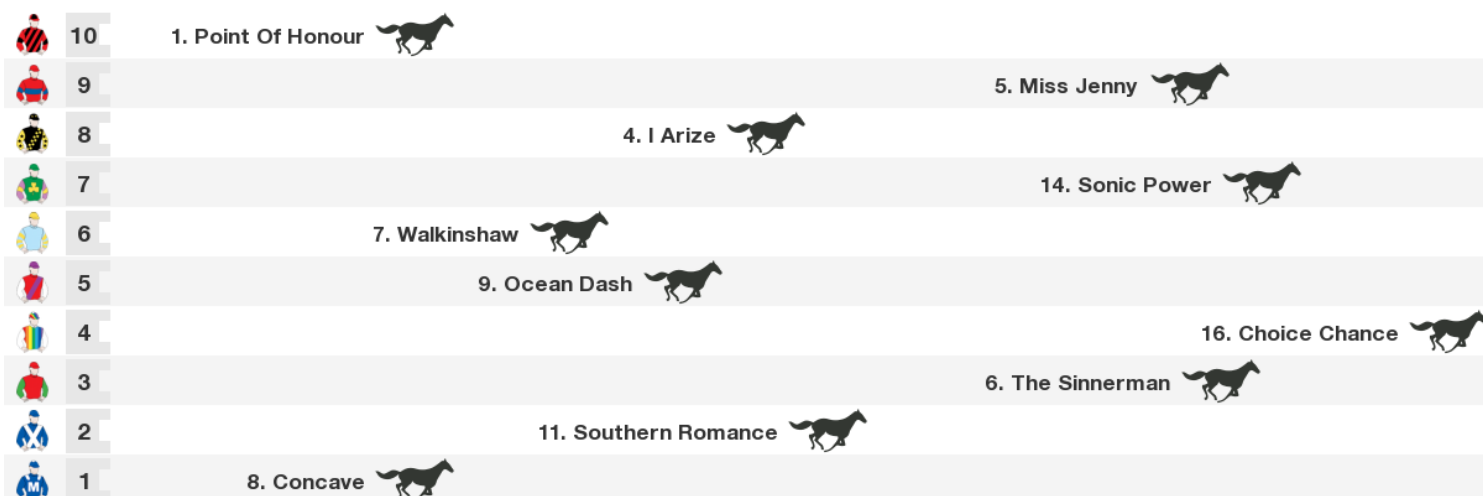 10 1. Point Of Honour
9 5. Miss Jenny
8 4. I Arize
7 14. Sonic Power
6 7. Walkinshaw
5 9. Ocean Dash
4 16. Choice Chance
3 6. The Sinnerman
2 11. Southern Romance
M 1 8. Concave